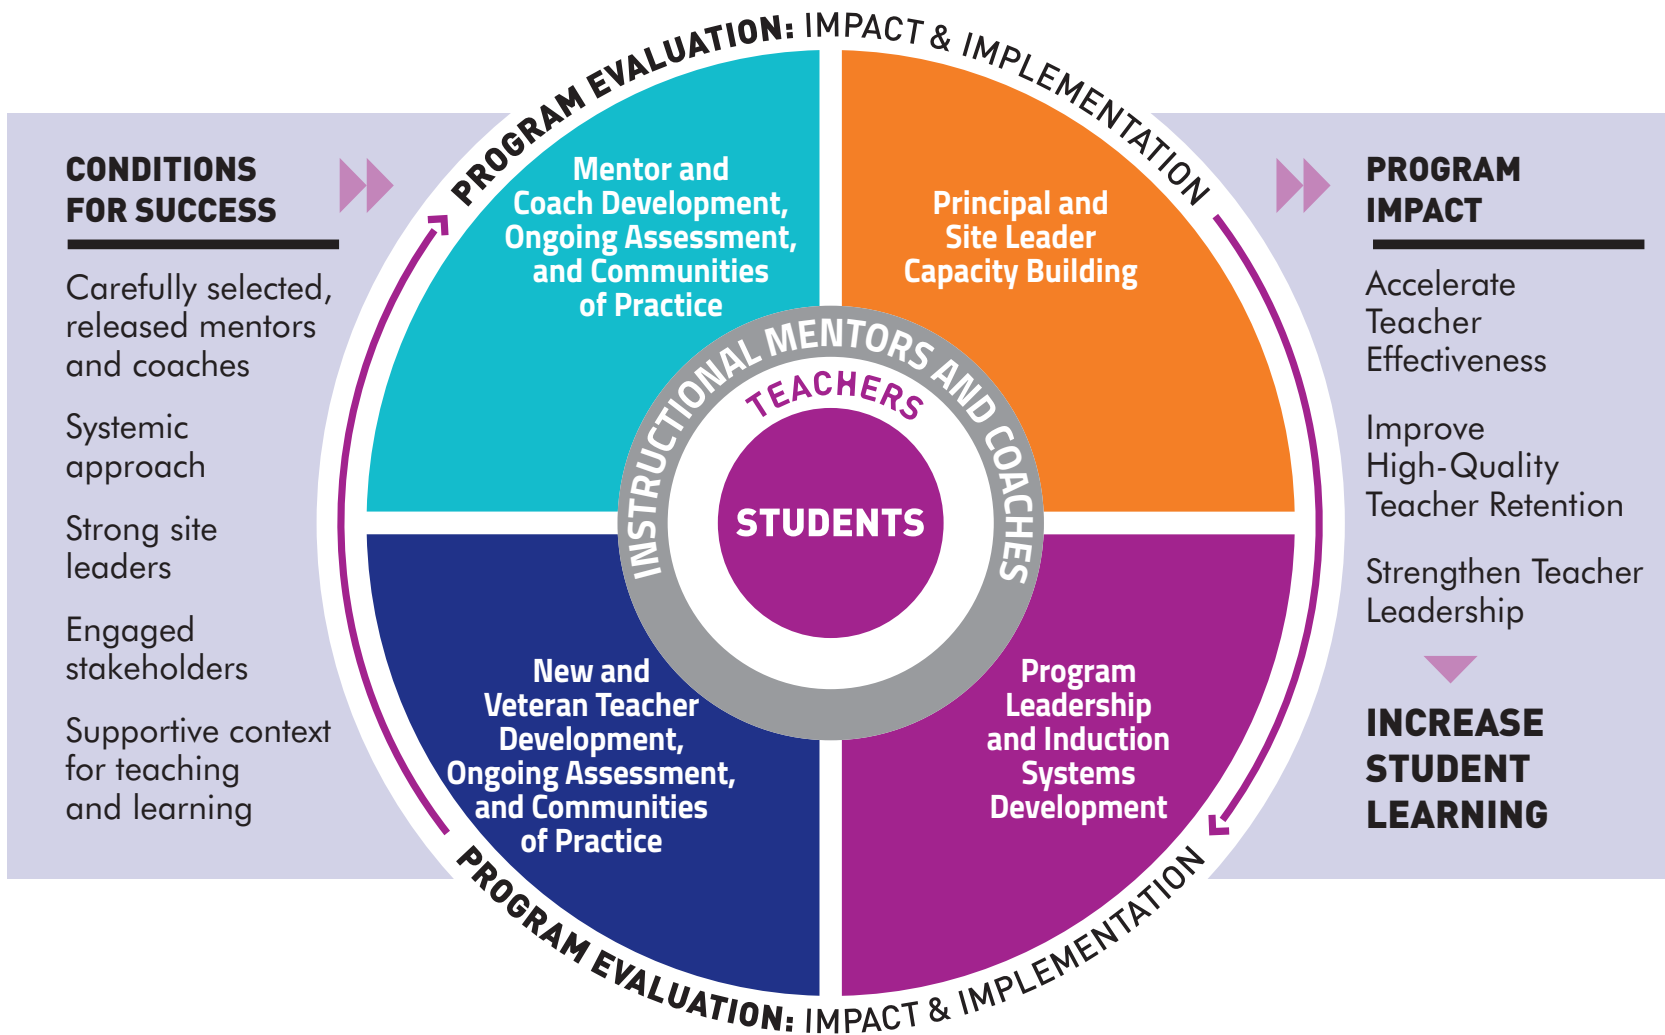 PROGRAM EVALUATION: IMPACT & IMPLEMENTATION
CONDITIONS
FOR SUCCESS
Carefully selected,
released mentors
and coaches
Systemic
approach
Strong site
leaders
Engaged
stakeholders
Supportive context
for teaching
and learning
Mentor and
Coach Development,
Ongoing Assessment,
and Communities
of Practice
Principal and
Site Leader
Capacity Building
INSTRUCTIONAL MENTORS AND COACHES
TEACHERS
STUDENTS
New and
Veteran Teacher
Development,
Ongoing Assessment,
and Communities
of Practice
Program
Leadership
and Induction
Systems
Development
PROGRAM EVALUATION: IMPACT & IMPLEMENTATION
PROGRAM
IMPACT
Accelerate
Teacher
Effectiveness
Improve
High-Quality
Teacher Retention
Strengthen Teacher
Leadership
INCREASE
STUDENT
LEARNING